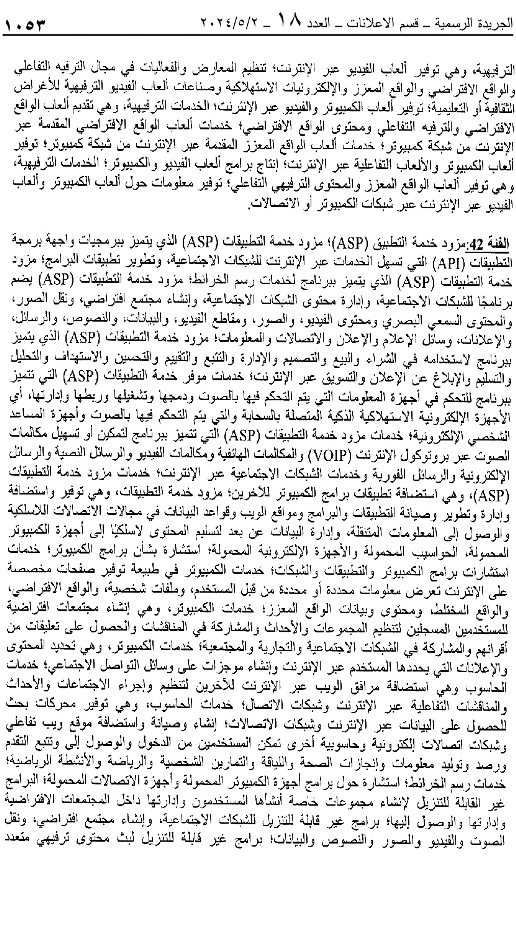 الجريدة الرسمية – قسم الاعلانات – العدد ١٨ – ٢٠٢٤/٥/٢ ١٠٥٣
الترفيهية، وهي توفير ألعاب الفيديو عبر الإنترنت؛ تنظيم المعارض والفعاليات في مجال الترفيه التفاعلي
والواقع الافتراضي والواقع المعزز والإلكترونيات الاستهلاكية وصناعات ألعاب الفيديو الترفيهية للأغراض
الثقافية أو التعليمية؛ توفير ألعاب الكمبيوتر والفيديو عبر الإنترنت؛ الخدمات الترفيهية، وهي تقديم ألعاب الواقع
الافتراضي والترفيه التفاعلي ومحتوى الواقع الافتراضي؛ خدمات ألعاب الواقع الافتراضي المقدمة عبر
الإنترنت من شبكة كمبيوتر؛ خدمات ألعاب الواقع المعزز المقدمة عبر الإنترنت من شبكة كمبيوتر؛ توفير
ألعاب الكمبيوتر والألعاب التفاعلية عبر الإنترنت؛ إنتاج برامج ألعاب الفيديو والكمبيوتر؛ الخدمات الترفيهية،
وهي توفير ألعاب الواقع المعزز والمحتوى الترفيهي التفاعلي؛ توفير معلومات حول ألعاب الكمبيوتر وألعاب
الفيديو عبر الإنترنت عبر شبكات الكمبيوتر أو الاتصالات.
الفئة 42: مزود خدمة التطبيق (ASP)؛ مزود خدمة التطبيقات (ASP) الذي يتميز ببرمجيات واجهة برمجة
التطبيقات (API) التي تسهل الخدمات عبر الإنترنت للشبكات الاجتماعية، وتطوير تطبيقات البرامج؛ مزود
خدمة التطبيقات (ASP) الذي يتميز ببرنامج لخدمات رسم الخرائط؛ مزود خدمة التطبيقات (ASP) يضم
برنامجًا للشبكات الاجتماعية، وإدارة محتوى الشبكات الاجتماعية، وإنشاء مجتمع افتراضي، ونقل الصور،
والمحتوى السمعي البصري ومحتوى الفيديو، والصور، ومقاطع الفيديو، والبيانات، والنصوص، والرسائل،
والإعلانات، وسائل الإعلام والإعلان والاتصالات والمعلومات؛ مزود خدمة التطبيقات (ASP) الذي يتميز
ببرنامج لاستخدامه في الشراء والبيع والتصميم والإدارة والتتبع والتقييم والتحسين والاستهداف والتحليل
والتسليم والإبلاغ عن الإعلان والتسويق عبر الإنترنت؛ خدمات موفر خدمة التطبيقات (ASP) التي تتميز
ببرنامج للتحكم في أجهزة المعلومات التي يتم التحكم فيها بالصوت ودمجها وتشغيلها وربطها وإدارتها، أي
الأجهزة الإلكترونية الاستهلاكية الذكية المتصلة بالسحابة والتي يتم التحكم فيها بالصوت وأجهزة المساعد
الشخصي الإلكترونية؛ خدمات مزود خدمة التطبيقات (ASP) التي تتميز ببرنامج لتمكين أو تسهيل مكالمات
الصوت عبر بروتوكول الإنترنت (VOIP) والمكالمات الهاتفية ومكالمات الفيديو والرسائل النصية والرسائل
الإلكترونية والرسائل الفورية وخدمات الشبكات الاجتماعية عبر الإنترنت؛ خدمات مزود خدمة التطبيقات
(ASP)، وهي استضافة تطبيقات برامج الكمبيوتر للآخرين؛ مزود خدمة التطبيقات، وهي توفير واستضافة
وإدارة وتطوير وصيانة التطبيقات والبرامج ومواقع الويب وقواعد البيانات في مجالات الاتصالات اللاسلكية
والوصول إلى المعلومات المتنقلة، وإدارة البيانات عن بعد لتسليم المحتوى لاسلكيًا إلى أجهزة الكمبيوتر
المحمولة، الحواسيب المحمولة والأجهزة الإلكترونية المحمولة؛ استشارة بشأن برامج الكمبيوتر؛ خدمات
استشارات برامج الكمبيوتر والتطبيقات والشبكات؛ خدمات الكمبيوتر في طبيعة توفير صفحات مخصصة
على الإنترنت تعرض معلومات محددة أو محددة من قبل المستخدم، وملفات شخصية، والواقع الافتراضي،
والواقع المختلط، ومحتوى وبيانات الواقع المعزز؛ خدمات الكمبيوتر، وهي إنشاء مجتمعات افتراضية
للمستخدمين المسجلين لتنظيم المجموعات والأحداث والمشاركة في المناقشات والحصول على تعليقات من
أقرانهم والمشاركة في الشبكات الاجتماعية والتجارية والمجتمعية؛ خدمات الكمبيوتر، وهي تحديد المحتوى
والإعلانات التي يحددها المستخدم عبر الإنترنت وإنشاء موجزات على وسائل التواصل الاجتماعي؛ خدمات
الحاسوب وهي استضافة مرافق الويب عبر الإنترنت للآخرين لتنظيم وإجراء الاجتماعات والأحداث
والمناقشات التفاعلية عبر الإنترنت وشبكات الاتصال؛ خدمات الحاسوب، وهي توفير محركات بحث
للحصول على البيانات عبر الإنترنت وشبكات الاتصالات؛ إنشاء وصيانة واستضافة موقع ويب تفاعلي
وشبكات اتصالات إلكترونية وحاسوبية أخرى تمكن المستخدمين من الدخول والوصول إلى وتتبع التقدم
ورصد وتوليد معلومات وإنجازات الصحة واللياقة والتمارين الشخصية والرياضة والأنشطة الرياضية؛
خدمات رسم الخرائط؛ استشارة حول برامج أجهزة الكمبيوتر المحمولة وأجهزة الاتصالات المحمولة؛ البرامج
غير القابلة للتنزيل لإنشاء مجموعات خاصة أنشأها المستخدمون وإدارتها داخل المجتمعات الافتراضية
وإدارتها والوصول إليها؛ برامج غير قابلة للتنزيل للشبكات الاجتماعية، وإنشاء مجتمع افتراضي، ونقل
الصوت والفيديو والصور والنصوص والبيانات؛ برامج غير قابلة للتنزيل لبث محتوى ترفيهي متعدد